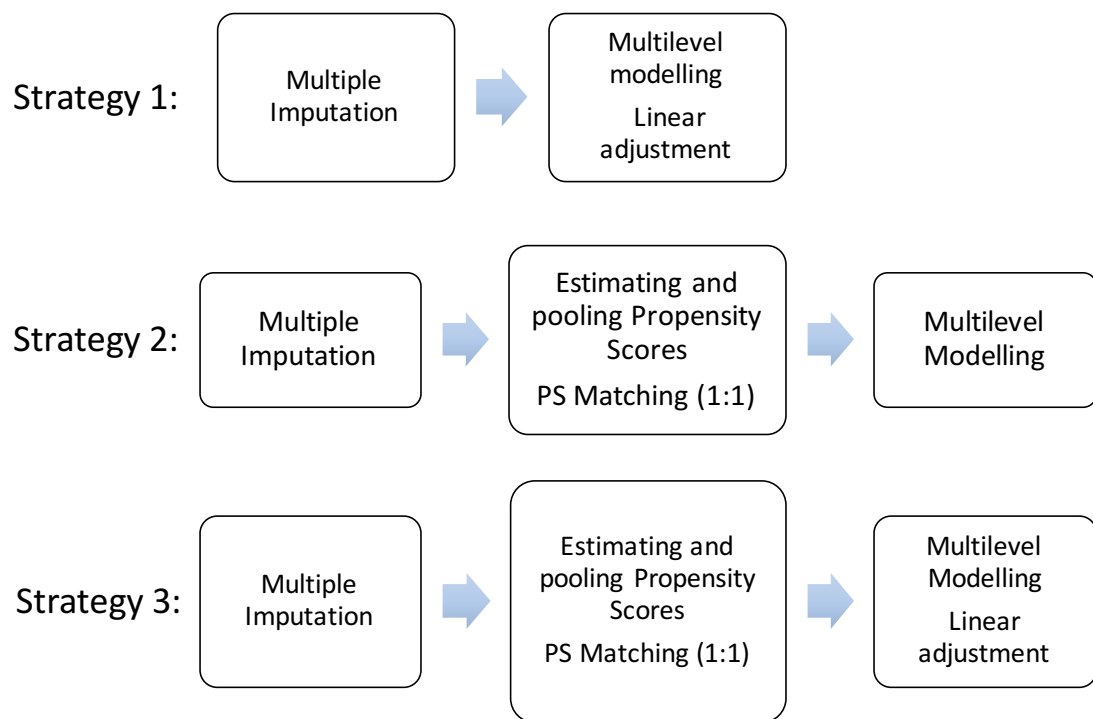 Strategy 1:
Multiple
Imputation
Multilevel
modelling
Linear
adjustment
Strategy 2:
Multiple
Imputation
Estimating and
pooling Propensity
Scores
PS Matching (1:1)
Multilevel
Modelling
Strategy 3:
Multiple
Imputation
Estimating and
pooling Propensity
Scores
PS Matching (1:1)
Multilevel
Modelling
Linear
adjustment